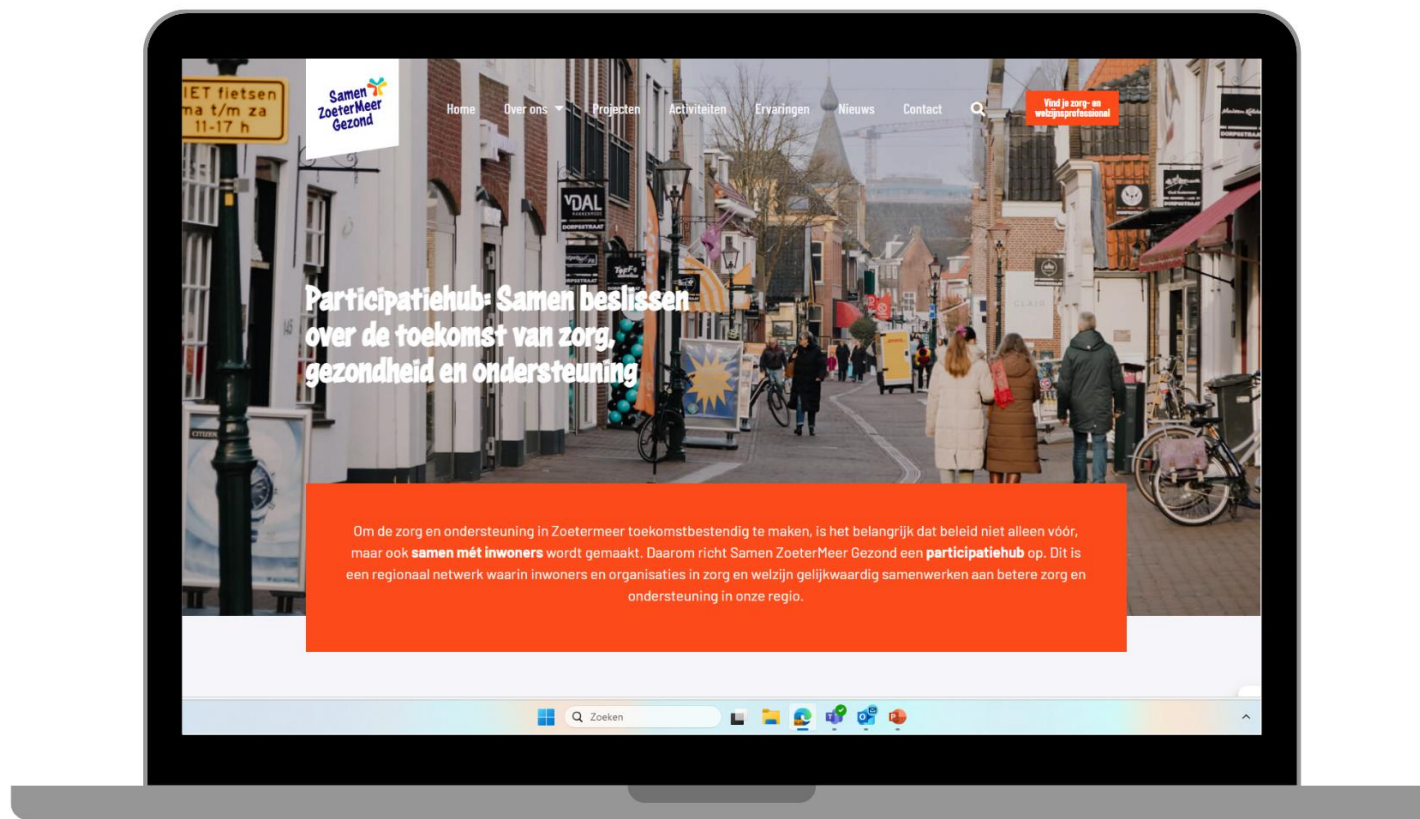 IET fietsen
ma t/m za
11-17 h
Samen
ZoeterMeer
Gezond
Home Over ons Projecten Activiteiten Ervaringen Nieuws Contact
Vind je zorg- en
welzijnsprofessional
VDAL
DORPSSTRAAT
Participatiehub: Samen beslissen
over de toekomst van zorg,
gezondheid en ondersteuning
145
CITIZEN
CLAIR
Om de zorg en ondersteuning in Zoetermeer toekomstbestendig te maken, is het belangrijk dat beleid niet alleen vóór,
maar ook samen mét inwoners wordt gemaakt. Daarom richt Samen ZoeterMeer Gezond een participatiehub op. Dit is
een regionaal netwerk waarin inwoners en organisaties in zorg en welzijn gelijkwaardig samenwerken aan betere zorg en
ondersteuning in onze regio.
Zoeken